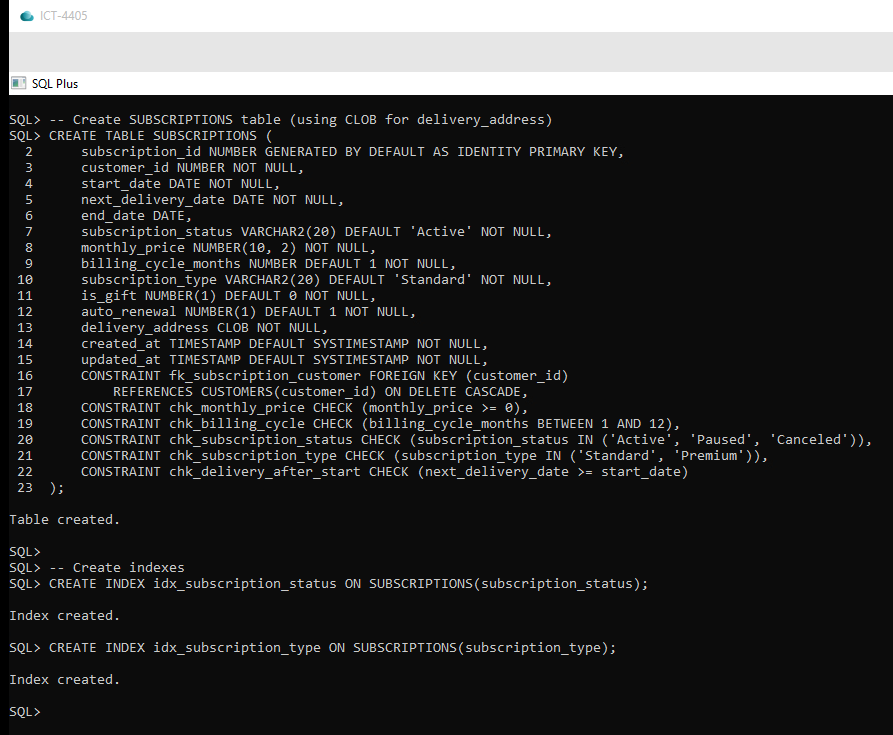 ICT-4405
SQL Plus
SQL> -- Create SUBSCRIPTIONS table (using CLOB for delivery_address)
SQL> CREATE TABLE SUBSCRIPTIONS (
  2      subscription_id NUMBER GENERATED BY DEFAULT AS IDENTITY PRIMARY KEY,
  3      customer_id NUMBER NOT NULL,
  4      start_date DATE NOT NULL,
  5      next_delivery_date DATE NOT NULL,
  6      end_date DATE,
  7      subscription_status VARCHAR2(20) DEFAULT 'Active' NOT NULL,
  8      monthly_price NUMBER(10, 2) NOT NULL,
  9      billing_cycle_months NUMBER DEFAULT 1 NOT NULL,
 10      subscription_type VARCHAR2(20) DEFAULT 'Standard' NOT NULL,
 11      is_gift NUMBER(1) DEFAULT 0 NOT NULL,
 12      auto_renewal NUMBER(1) DEFAULT 1 NOT NULL,
 13      delivery_address CLOB NOT NULL,
 14      created_at TIMESTAMP DEFAULT SYSTIMESTAMP NOT NULL,
 15      updated_at TIMESTAMP DEFAULT SYSTIMESTAMP NOT NULL,
 16      CONSTRAINT fk_subscription_customer FOREIGN KEY (customer_id)
 17          REFERENCES CUSTOMERS(customer_id) ON DELETE CASCADE,
 18      CONSTRAINT chk_monthly_price CHECK (monthly_price >= 0),
 19      CONSTRAINT chk_billing_cycle CHECK (billing_cycle_months BETWEEN 1 AND 12),
 20      CONSTRAINT chk_subscription_status CHECK (subscription_status IN ('Active', 'Paused', 'Canceled')),
 21      CONSTRAINT chk_subscription_type CHECK (subscription_type IN ('Standard', 'Premium')),
 22      CONSTRAINT chk_delivery_after_start CHECK (next_delivery_date >= start_date)
 23  );
Table created.
SQL>
SQL> -- Create indexes
SQL> CREATE INDEX idx_subscription_status ON SUBSCRIPTIONS(subscription_status);
Index created.
SQL> CREATE INDEX idx_subscription_type ON SUBSCRIPTIONS(subscription_type);
Index created.
SQL>